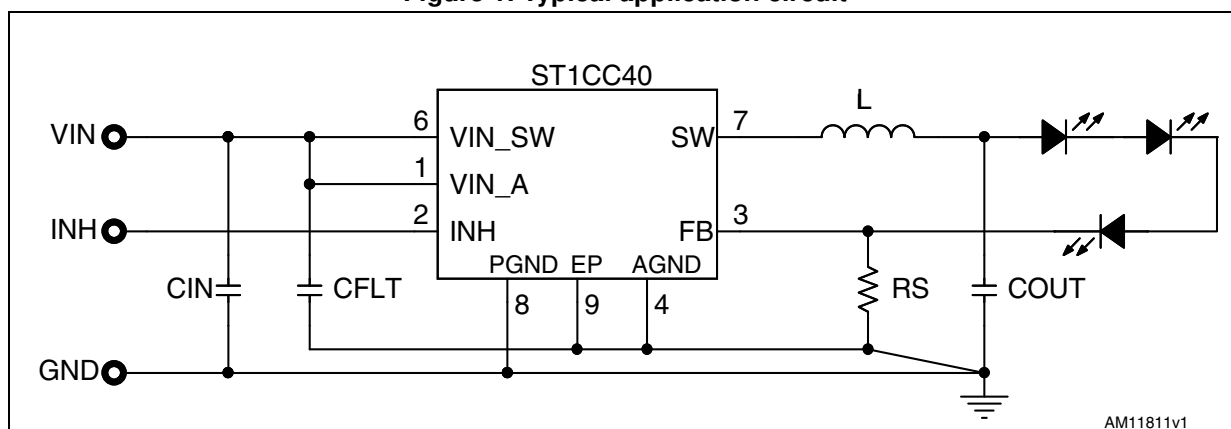 Figure 1. Typical application circuit
ST1CC40
L
VIN
6
VIN_SW
SW
7
1
VIN_A
INH
2
INH
FB
3
PGND
EP
AGND
CIN
CFLT
8
9
4
RS
COUT
GND
AM11811v1